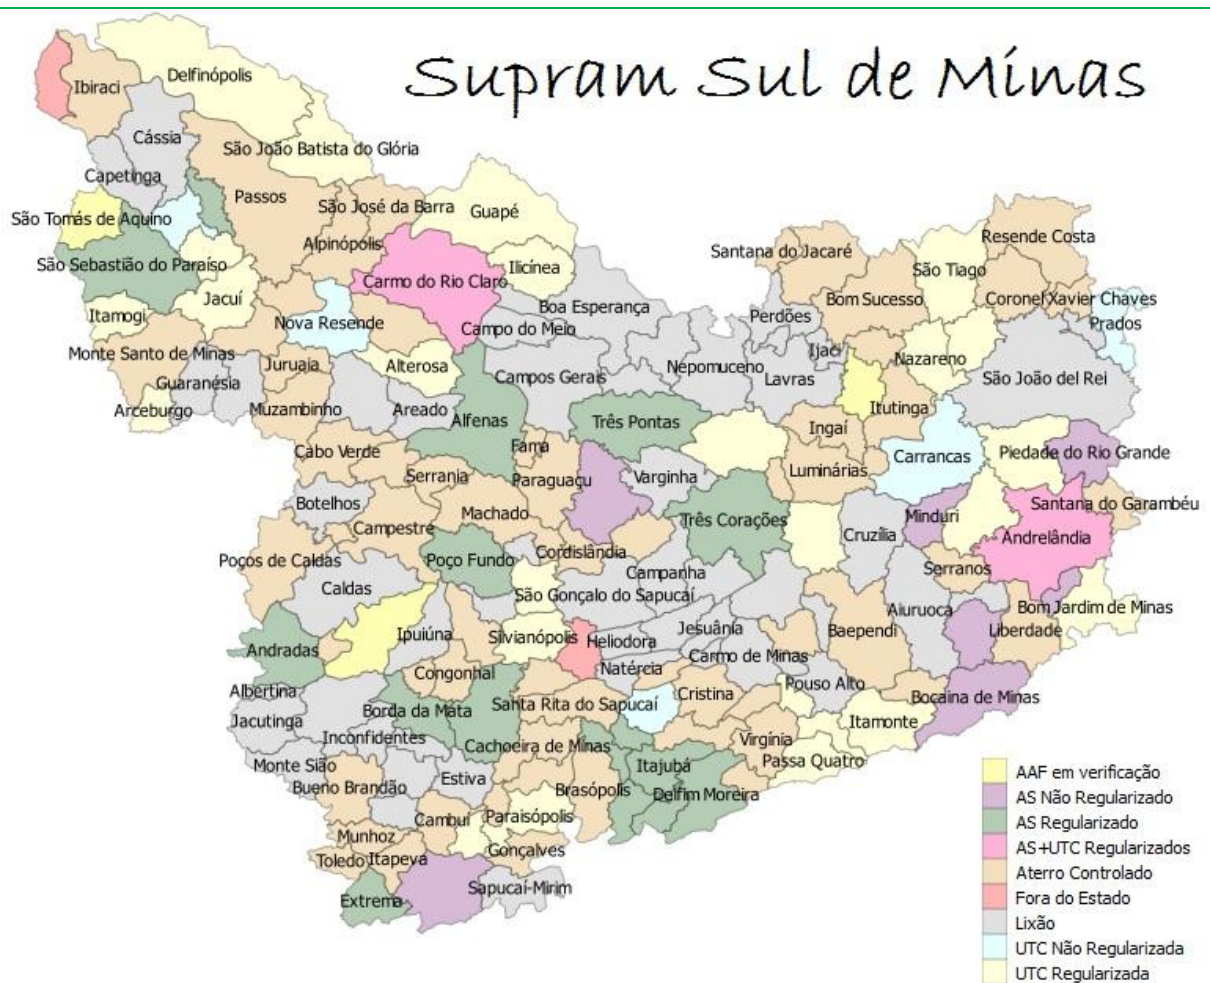 Supram Sul de Minas
Ibiraci
Delfinópolis
Cássia
São João Batista do Glória
Capetinga
Passos
São José da Barra
Guapé
São Tomás de Aquino
Alpinópolis
Santana do Jacaré
Resende Costa
São Sebastião do Paraíso
Ilicínea
São Tiago
Carmo do Rio Claro
Jacuí
Boa Esperança
Bom Sucesso
Coronel Xavier Chaves
Itamogi
Nova Resende
Campo do Meio
Perdões
Prados
Monte Santo de Minas
Juruaia
Alterosa
Nepomuceno
Ijaci
Nazareno
Guaranésia
Campos Gerais
Lavras
São João del Rei
Arceburgo
Muzambinho
Areado
Alfenas
Três Pontas
Itutinga
Ingaí
Cabo Verde
Fama
Carrancas
Piedade do Rio Grande
Serrania
Paraguaçu
Varginha
Luminárias
Botelhos
Machado
Santana do Garambéu
Campestre
Três Corações
Minduri
Cruzília
Andrelândia
Poços de Caldas
Poço Fundo
Cordislândia
Campanha
Serranos
Caldas
São Gonçalo do Sapucaí
Aiuruoca
Bom Jardim de Minas
Ipuiúna
Silvianópolis
Heliodora
Jesuânia
Baependi
Liberdade
Andradas
Congonhal
Natércia
Carmo de Minas
Albertina
Pouso Alto
Bocaina de Minas
Jacutinga
Borda da Mata
Santa Rita do Sapucaí
Cristina
Itamonte
Inconfidentes
Cachoeira de Minas
Virgínia
Monte Sião
Itajubá
Passa Quatro
Bueno Brandão
Estiva
Brasópolis
Delfim Moreira
Cambuí
Paraisópolis
Munhoz
Toledo
Itapeva
Gonçalves
Extrema
Sapucaí-Mirim
AAF em verificação
AS Não Regularizado
AS Regularizado
AS+UTC Regularizados
Aterro Controlado
Fora do Estado
Lixão
UTC Não Regularizada
UTC Regularizada